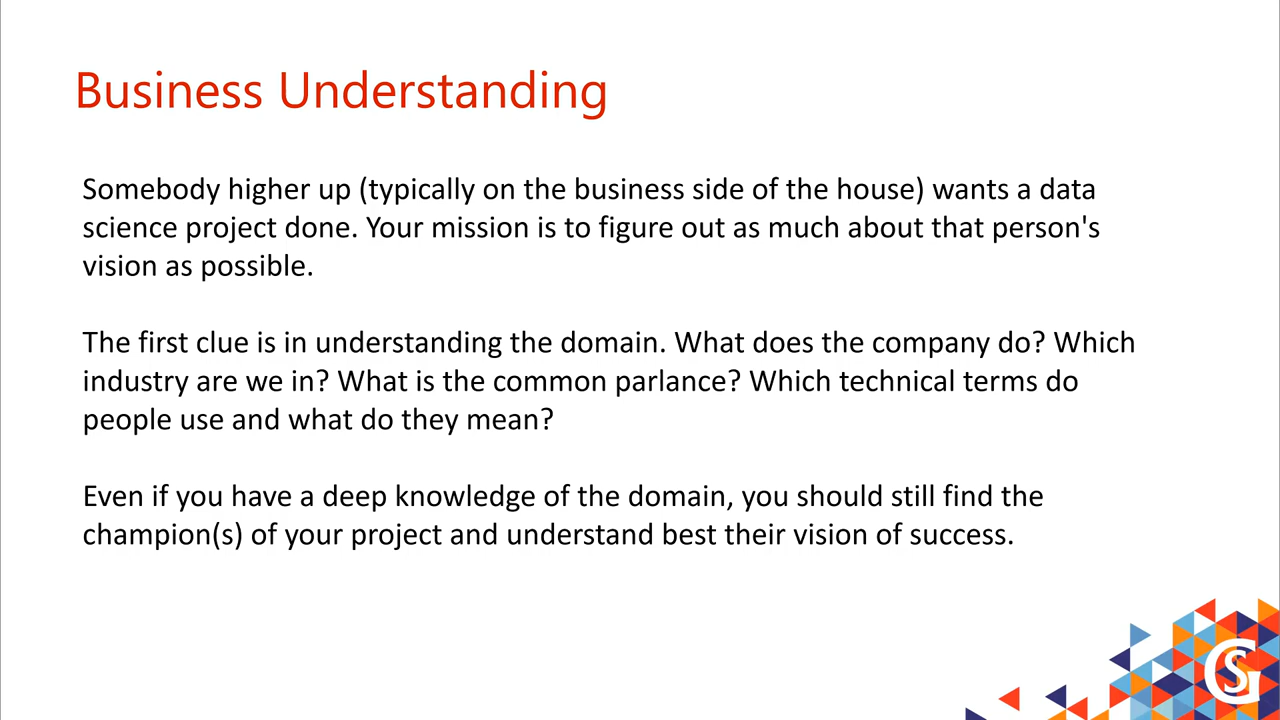 Business Understanding
Somebody higher up (typically on the business side of the house) wants a data
science project done. Your mission is to figure out as much about that person's
vision as possible.
The first clue is in understanding the domain. What does the company do? Which
industry are we in? What is the common parlance? Which technical terms do
people use and what do they mean?
Even if you have a deep knowledge of the domain, you should still find the
champion(s) of your project and understand best their vision of success.
GS